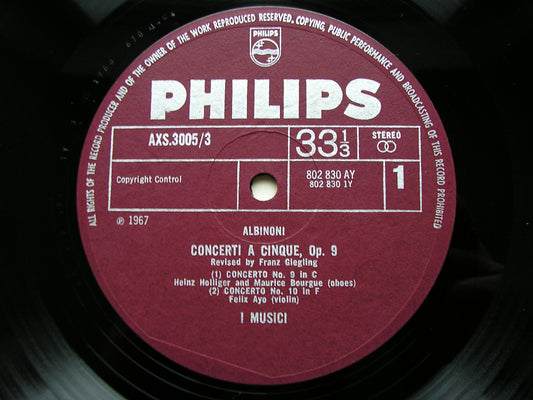 ALL RIGHTS OF THE RECORD PRODUCER AND OF THE OWNER OF THE WORK REPRODUCED RESERVED, COPYING, PUBLIC PERFORMANCE AND BROADCASTING OF THIS RECORD PROHIBITED
PHILIPS
PHILIPS
AXS.3005/3
33 1/3
STEREO
Copyright Control
802 830 AY
802 830 1Y
1
℗ 1967
ALBINONI
CONCERTI A CINQUE, Op. 9
Revised by Franz Giegling
(1) CONCERTO No. 9 in C
Heinz Holliger and Maurice Bourgue (oboes)
(2) CONCERTO No. 10 in F
Felix Ayo (violin)
I MUSICI